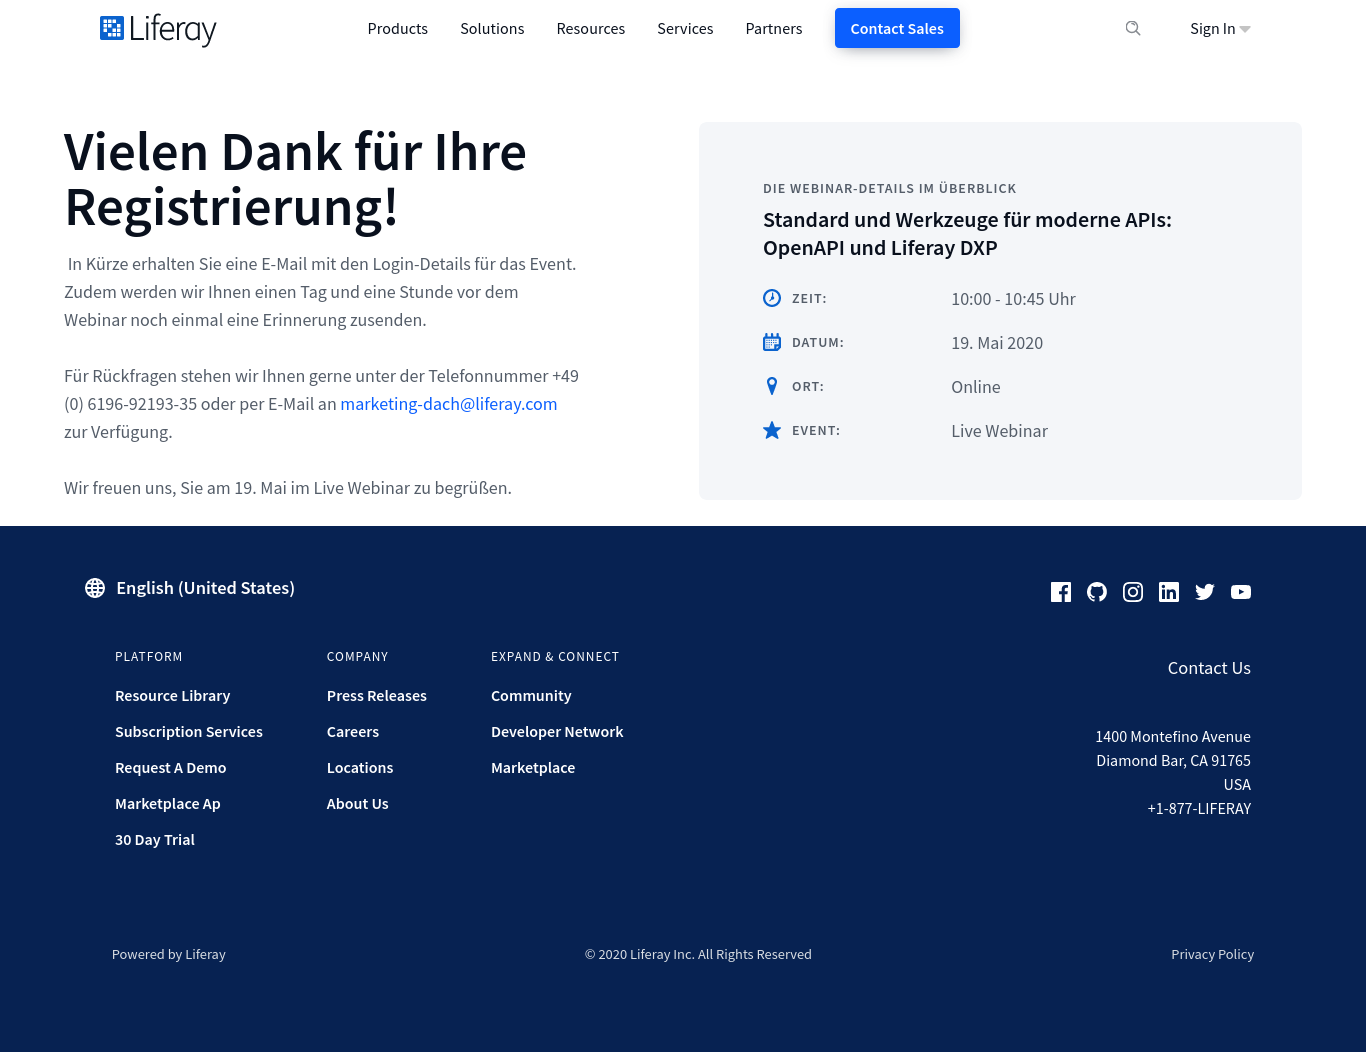 Liferay
Products
Solutions
Resources
Services
Partners
Contact Sales
Sign In
Vielen Dank für Ihre
Registrierung!
In Kürze erhalten Sie eine E-Mail mit den Login-Details für das Event.
Zudem werden wir Ihnen einen Tag und eine Stunde vor dem
Webinar noch einmal eine Erinnerung zusenden.
Für Rückfragen stehen wir Ihnen gerne unter der Telefonnummer +49
(0) 6196-92193-35 oder per E-Mail an marketing-dach@liferay.com
zur Verfügung.
Wir freuen uns, Sie am 19. Mai im Live Webinar zu begrüßen.
DIE WEBINAR-DETAILS IM ÜBERBLICK
Standard und Werkzeuge für moderne APIs:
OpenAPI und Liferay DXP
ZEIT: 10:00 - 10:45 Uhr
DATUM: 19. Mai 2020
ORT: Online
EVENT: Live Webinar
English (United States)
PLATFORM
Resource Library
Subscription Services
Request A Demo
Marketplace Ap
30 Day Trial
COMPANY
Press Releases
Careers
Locations
About Us
EXPAND & CONNECT
Community
Developer Network
Marketplace
Contact Us
1400 Montefino Avenue
Diamond Bar, CA 91765
USA
+1-877-LIFERAY
Powered by Liferay
© 2020 Liferay Inc. All Rights Reserved
Privacy Policy